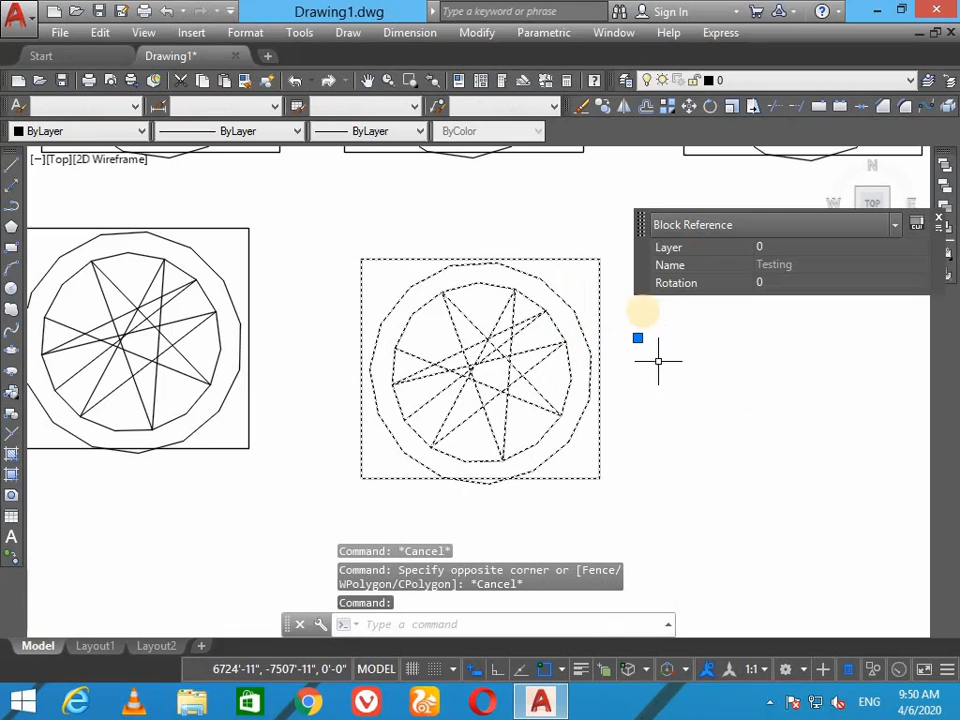 Drawing1.dwg
Type a keyword or phrase
Sign In
File Edit View Insert Format Tools Draw Dimension Modify Parametric Window Help Express
Start Drawing1*
0
ByLayer ByLayer ByLayer ByColor
[−][Top][2D Wireframe]
N
W TOP E
Block Reference
Layer 0
Name Testing
Rotation 0
Command: *Cancel*
Command: Specify opposite corner or [Fence/
WPolygon/CPolygon]: *Cancel*
Command:
Type a command
Model Layout1 Layout2
6724'-11", -7507'-11", 0'-0" MODEL 1:1
ENG
9:50 AM
4/6/2020